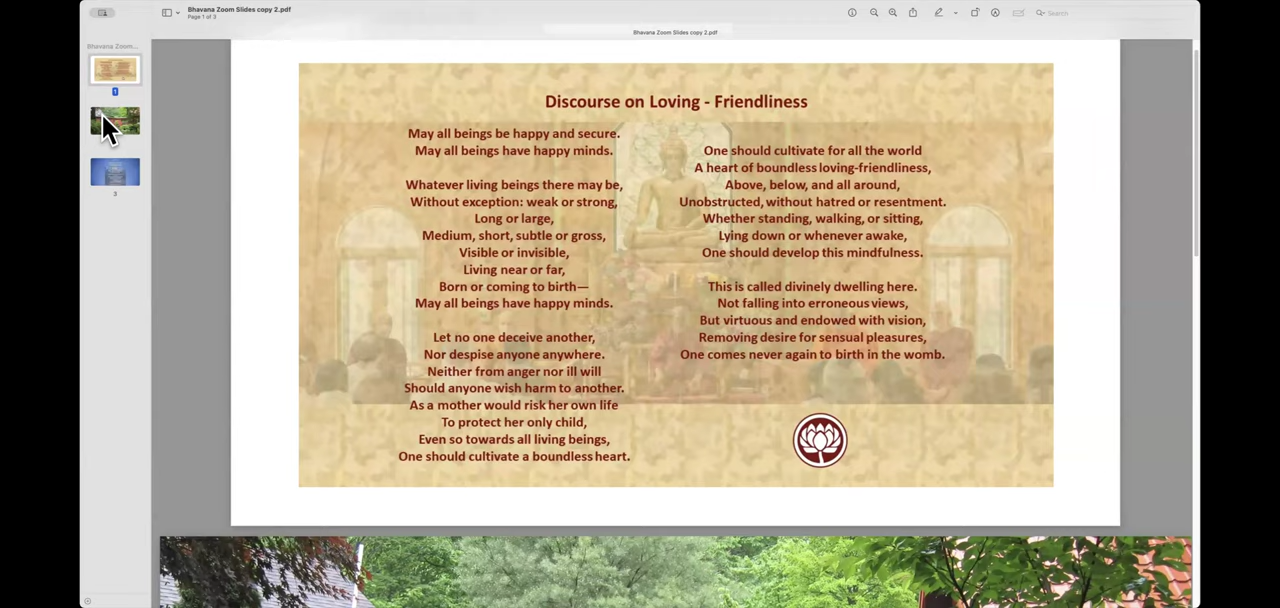 Bhavana Zoom Slides copy 2.pdf
Page 1 of 3
Search
Bhavana Zoom Slides copy 2.pdf
Bhavana Zoom...
1
3
Discourse on Loving - Friendliness
May all beings be happy and secure.
May all beings have happy minds.
Whatever living beings there may be,
Without exception: weak or strong,
Long or large,
Medium, short, subtle or gross,
Visible or invisible,
Living near or far,
Born or coming to birth—
May all beings have happy minds.
Let no one deceive another,
Nor despise anyone anywhere.
Neither from anger nor ill will
Should anyone wish harm to another.
As a mother would risk her own life
To protect her only child,
Even so towards all living beings,
One should cultivate a boundless heart.
One should cultivate for all the world
A heart of boundless loving-friendliness,
Above, below, and all around,
Unobstructed, without hatred or resentment.
Whether standing, walking, or sitting,
Lying down or whenever awake,
One should develop this mindfulness.
This is called divinely dwelling here.
Not falling into erroneous views,
But virtuous and endowed with vision,
Removing desire for sensual pleasures,
One comes never again to birth in the womb.